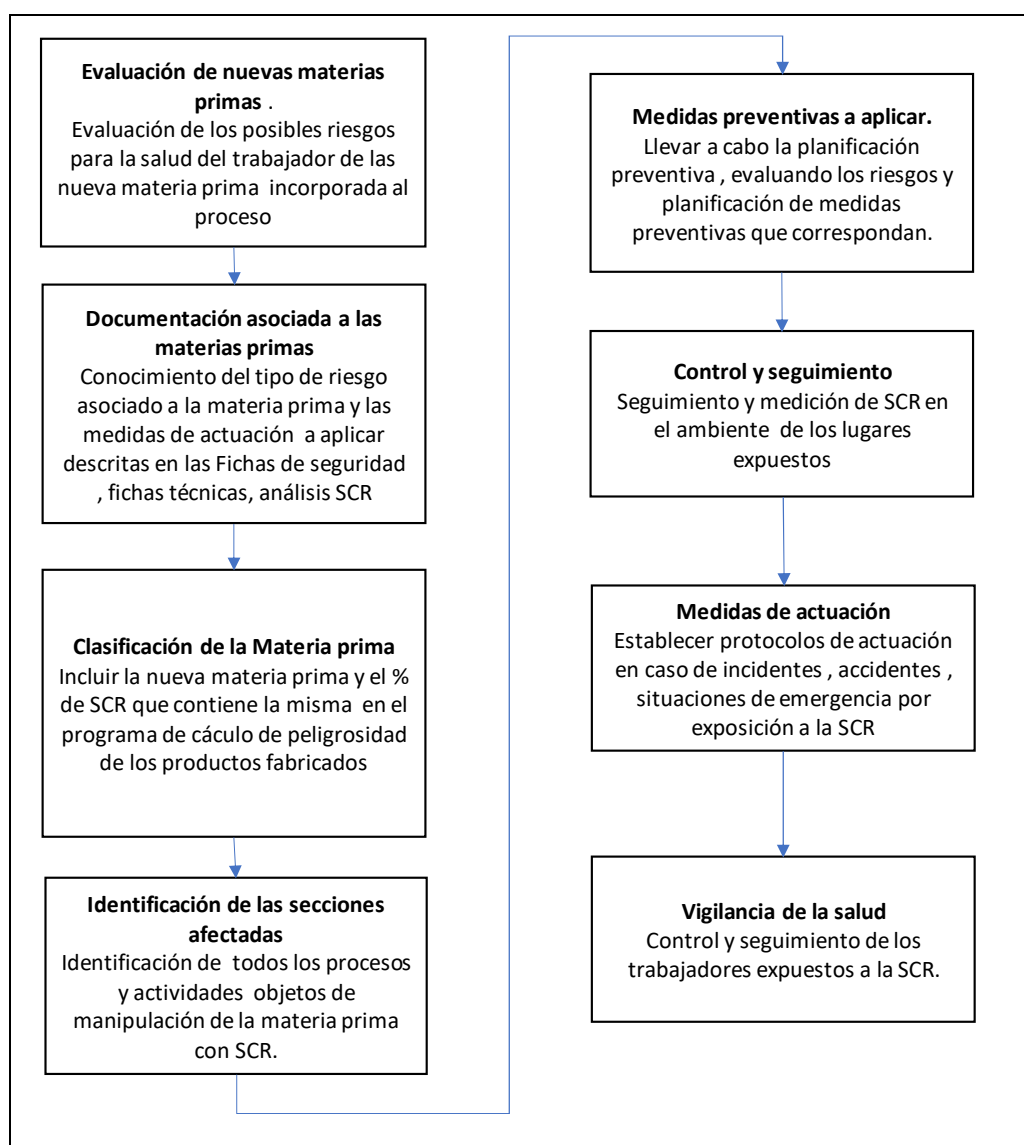 Evaluación de nuevas materias
primas .
Evaluación de los posibles riesgos
para la salud del trabajador de las
nueva materia prima incorporada al
proceso
Documentación asociada a las
materias primas
Conocimiento del tipo de riesgo
asociado a la materia prima y las
medidas de actuación a aplicar
descritas en las Fichas de seguridad
, fichas técnicas, análisis SCR
Clasificación de la Materia prima
Incluir la nueva materia prima y el %
de SCR que contiene la misma en el
programa de cáculo de peligrosidad
de los productos fabricados
Identificación de las secciones
afectadas
Identificación de todos los procesos
y actividades objetos de
manipulación de la materia prima
con SCR.
Medidas preventivas a aplicar.
Llevar a cabo la planificación
preventiva , evaluando los riesgos y
planificación de medidas
preventivas que correspondan.
Control y seguimiento
Seguimiento y medición de SCR en
el ambiente de los lugares
expuestos
Medidas de actuación
Establecer protocolos de actuación
en caso de incidentes , accidentes ,
situaciones de emergencia por
exposición a la SCR
Vigilancia de la salud
Control y seguimiento de los
trabajadores expuestos a la SCR.